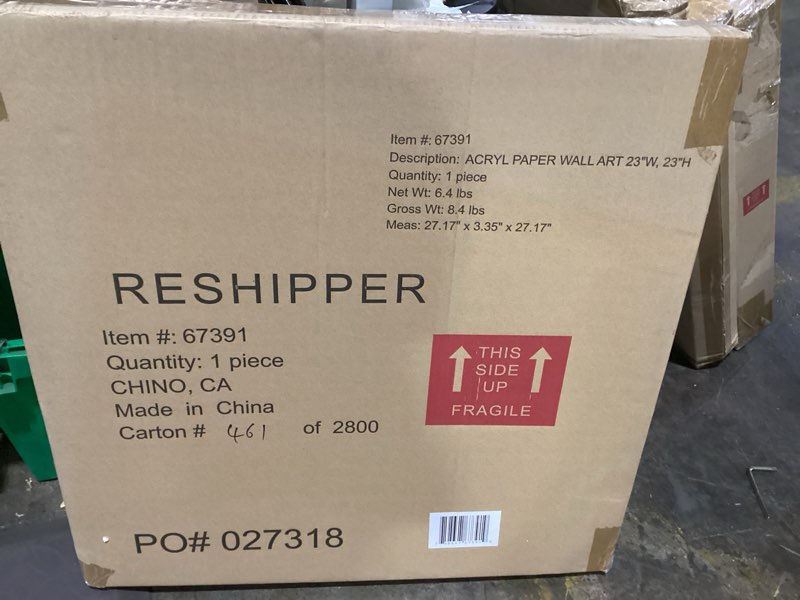 Item #: 67391
Description: ACRYL PAPER WALL ART 23"W, 23"H
Quantity: 1 piece
Net Wt: 6.4 lbs
Gross Wt: 8.4 lbs
Meas: 27.17" x 3.35" x 27.17"
RESHIPPER
Item #: 67391
Quantity: 1 piece
CHINO, CA
Made in China
Carton # 461 of 2800
THIS
SIDE
UP
FRAGILE
PO# 027318